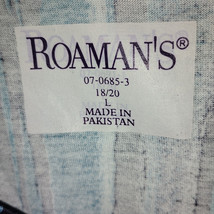 ROAMAN'S®
07-0685-3
18/20
L
MADE IN
PAKISTAN